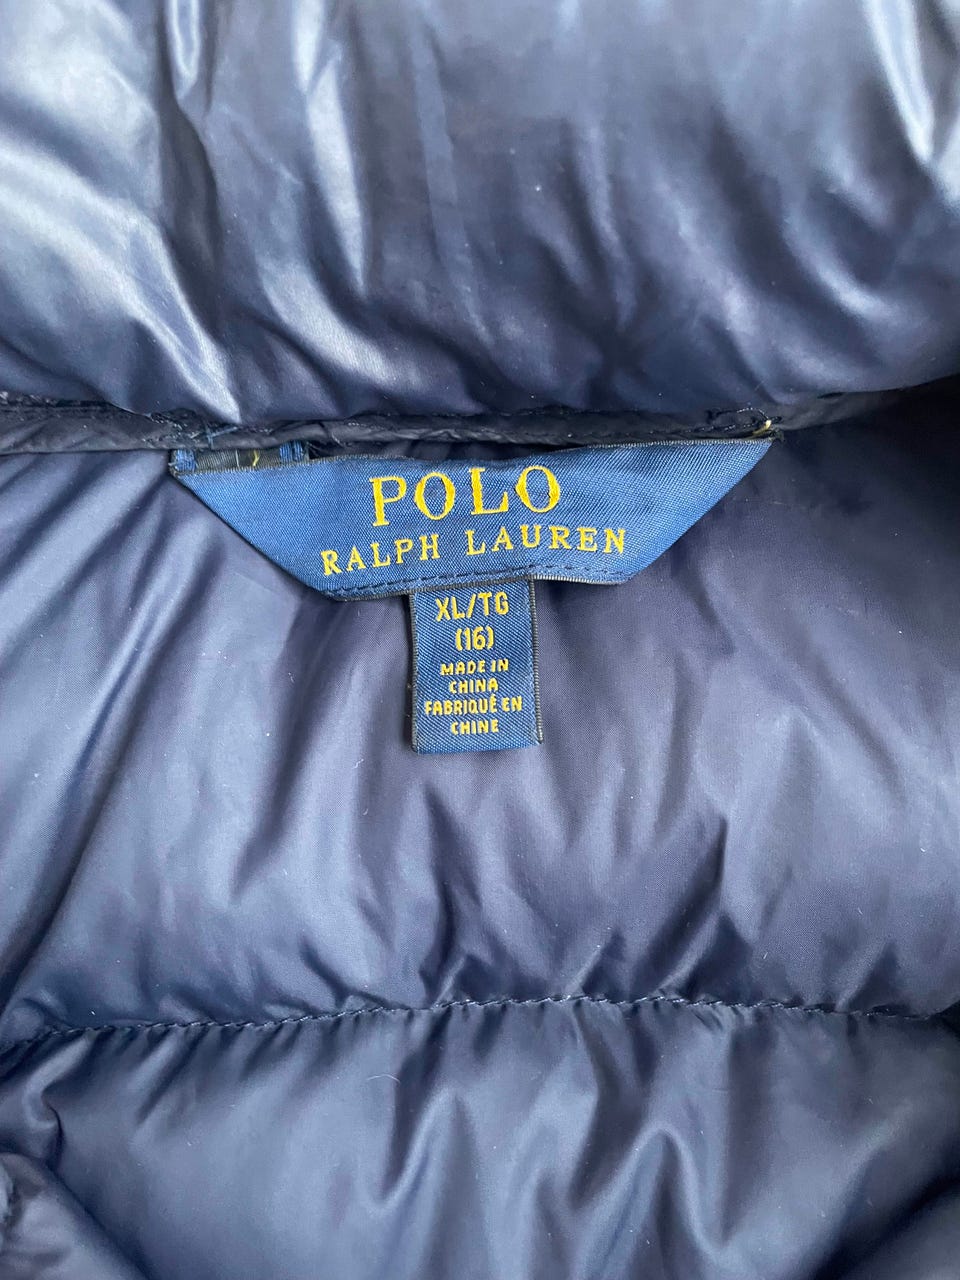 POLO
RALPH LAUREN
XL/TG
(16)
MADE IN
CHINA
FABRIQUÉ EN
CHINE